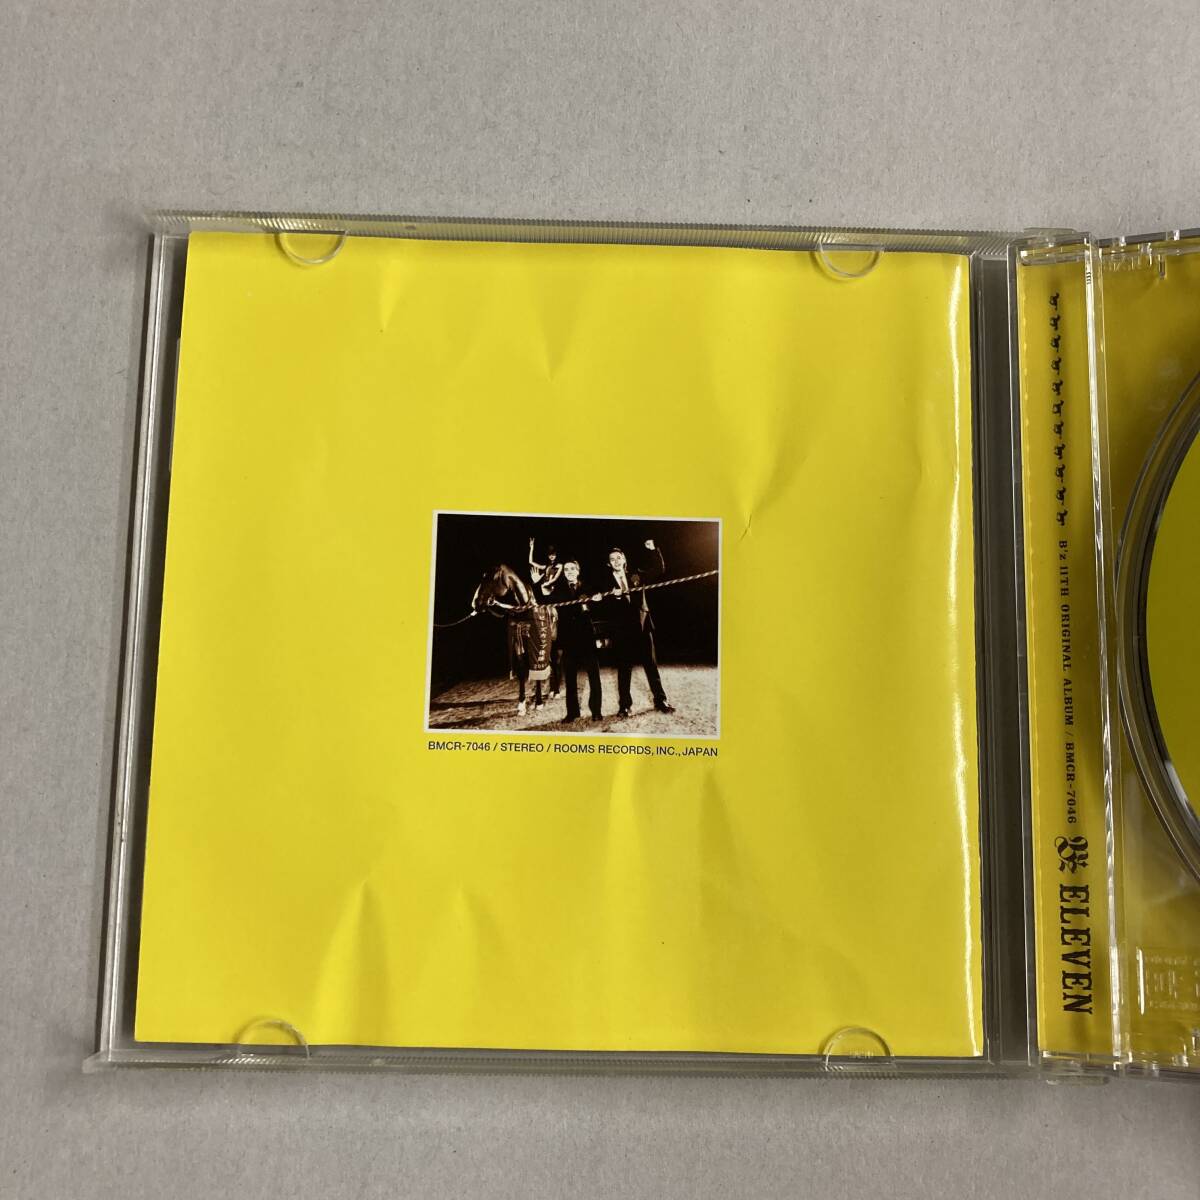 BMCR-7046 / STEREO / ROOMS RECORDS, INC., JAPAN
B'z 11TH ORIGINAL ALBUM / BMCR-7046 B'z ELEVEN